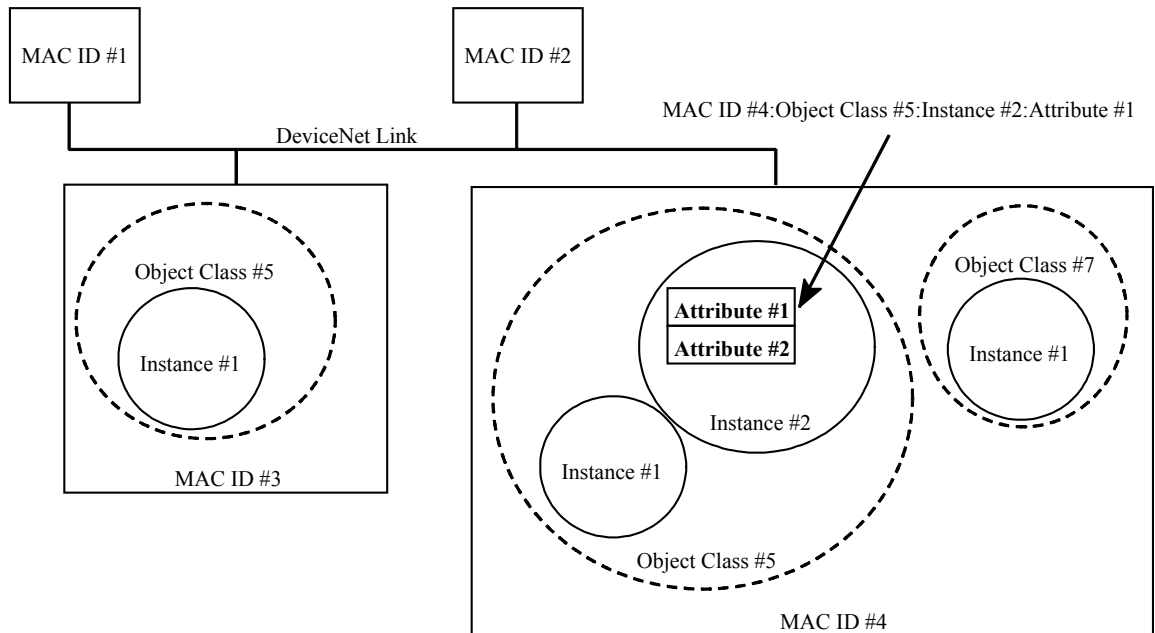 MAC ID #1
MAC ID #2
MAC ID #4:Object Class #5:Instance #2:Attribute #1
DeviceNet Link
Object Class #5
Instance #1
MAC ID #3
Attribute #1
Attribute #2
Instance #2
Instance #1
Object Class #5
Object Class #7
Instance #1
MAC ID #4